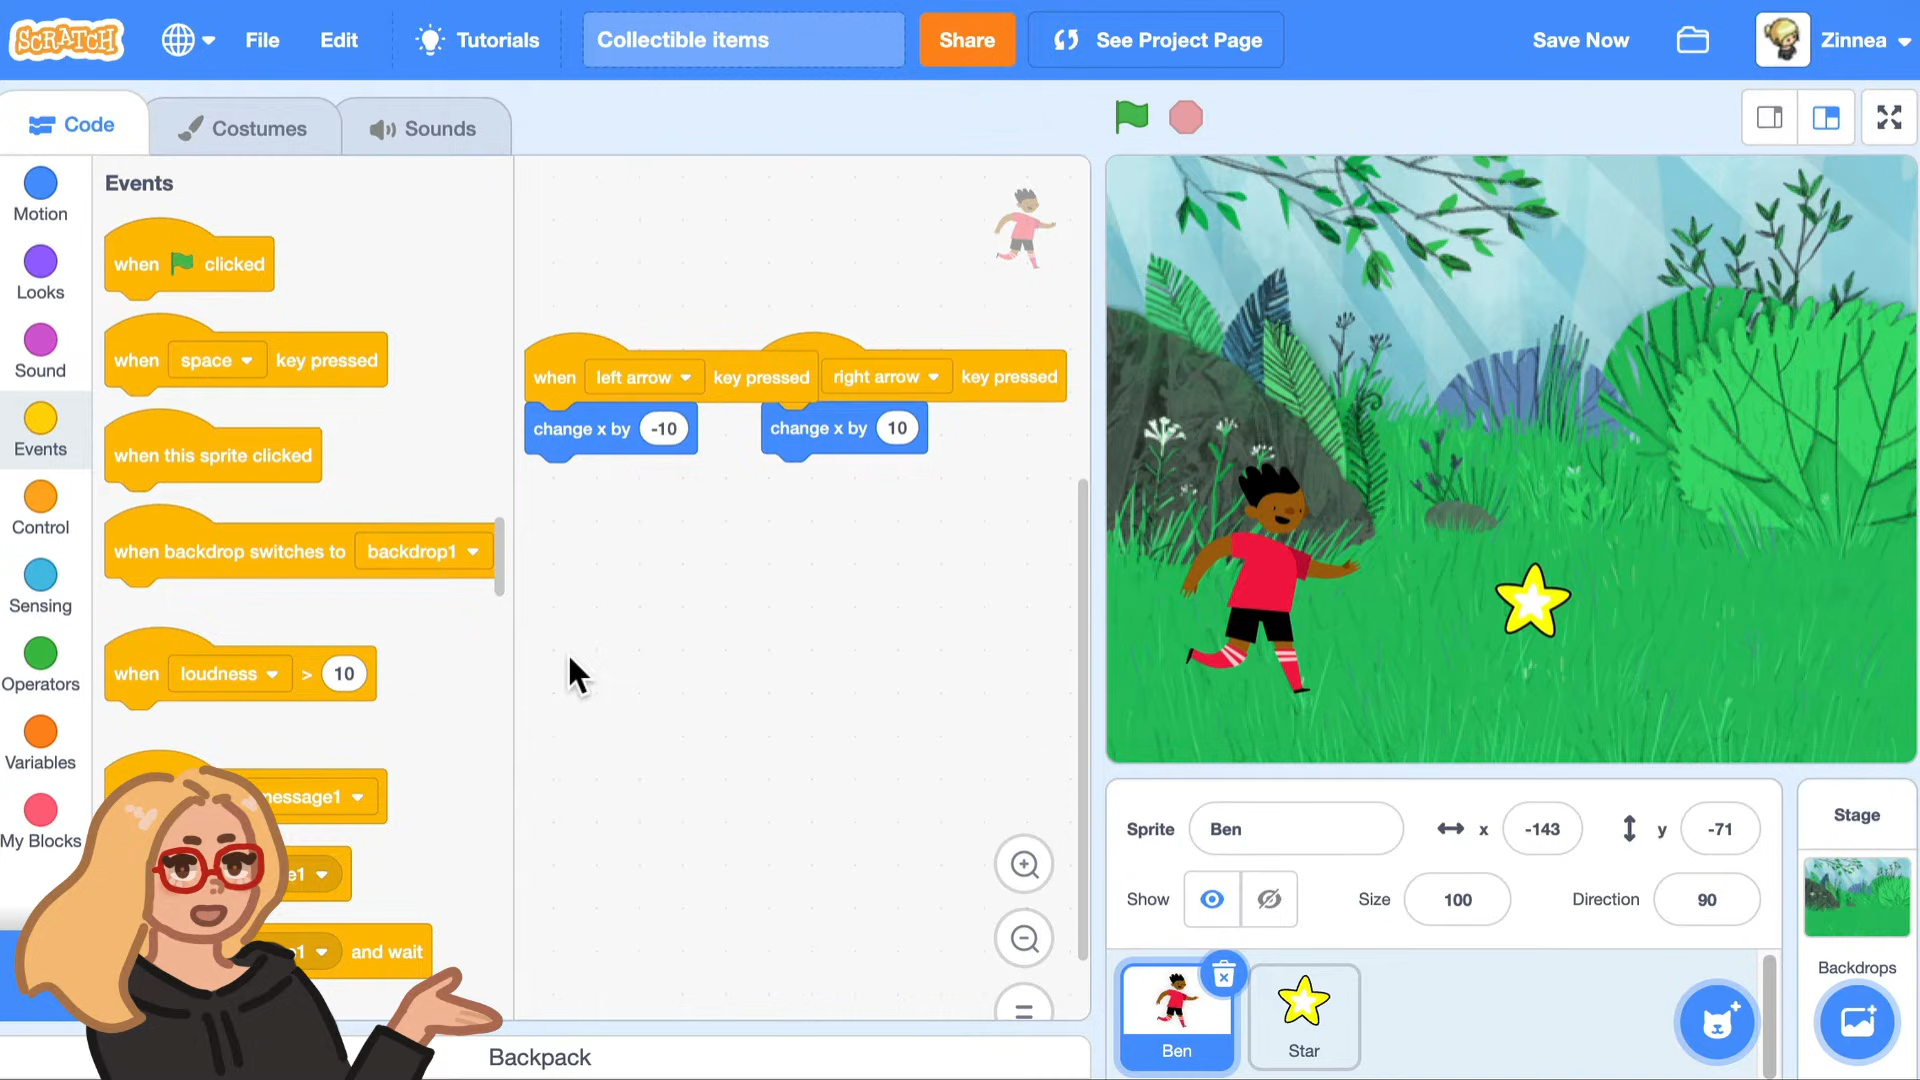 SCRATCH
File
Edit
Tutorials
Collectible items
Share
See Project Page
Save Now
Zinnea
Code
Costumes
Sounds
Motion
Looks
Sound
Events
Control
Sensing
Operators
Variables
My Blocks
Events
when clicked
when space key pressed
when this sprite clicked
when backdrop switches to backdrop1
when loudness > 10
message1
e1
1 and wait
when left arrow key pressed
change x by -10
right arrow key pressed
change x by 10
=
Backpack
Sprite Ben x -143 y -71
Show Size 100 Direction 90
Ben
Star
Stage
Backdrops